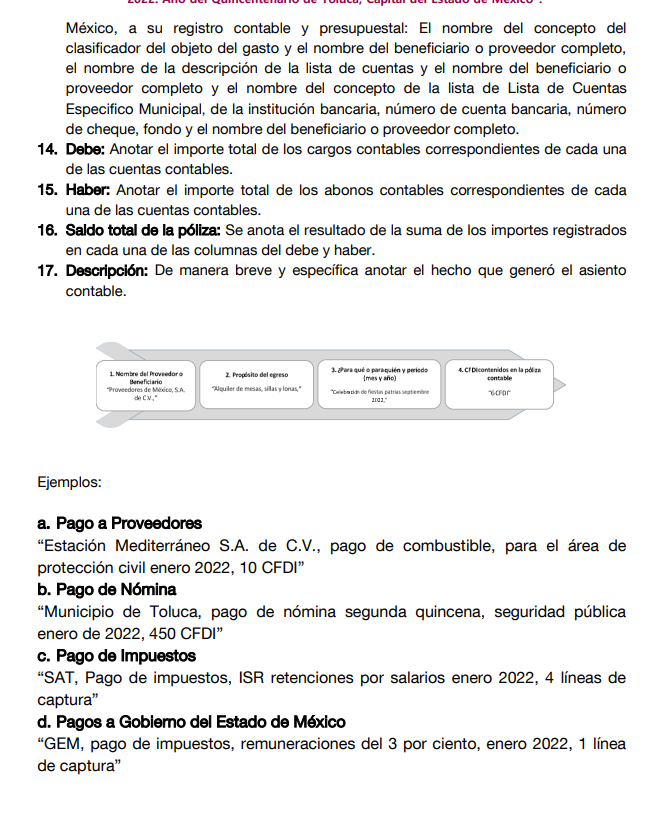 2022. Año del Quincentenario de Toluca, Capital del Estado de México".
México, a su registro contable y presupuestal: El nombre del concepto del
clasificador del objeto del gasto y el nombre del beneficiario o proveedor completo,
el nombre de la descripción de la lista de cuentas y el nombre del beneficiario o
proveedor completo y el nombre del concepto de la lista de Lista de Cuentas
Especifico Municipal, de la institución bancaria, número de cuenta bancaria, número
de cheque, fondo y el nombre del beneficiario o proveedor completo.
14. Debe: Anotar el importe total de los cargos contables correspondientes de cada una
de las cuentas contables.
15. Haber: Anotar el importe total de los abonos contables correspondientes de cada
una de las cuentas contables.
16. Saldo total de la póliza: Se anota el resultado de la suma de los importes registrados
en cada una de las columnas del debe y haber.
17. Descripción: De manera breve y específica anotar el hecho que generó el asiento
contable.
1. Nombre del Proveedor o
Beneficiario
"Proveedores de México, S.A.
de C.V.,"
2. Propósito del egreso
"Alquiler de mesas, sillas y lonas,"
3. ¿Para qué o para quién y periodo
(mes y año)
"Celebración de fiestas patrias septiembre
2022,"
4. CFDI contenidos en la póliza
contable
"6 CFDI"
Ejemplos:
a. Pago a Proveedores
"Estación Mediterráneo S.A. de C.V., pago de combustible, para el área de
protección civil enero 2022, 10 CFDI"
b. Pago de Nómina
"Municipio de Toluca, pago de nómina segunda quincena, seguridad pública
enero de 2022, 450 CFDI"
c. Pago de Impuestos
"SAT, Pago de impuestos, ISR retenciones por salarios enero 2022, 4 líneas de
captura"
d. Pagos a Gobierno del Estado de México
"GEM, pago de impuestos, remuneraciones del 3 por ciento, enero 2022, 1 línea
de captura"